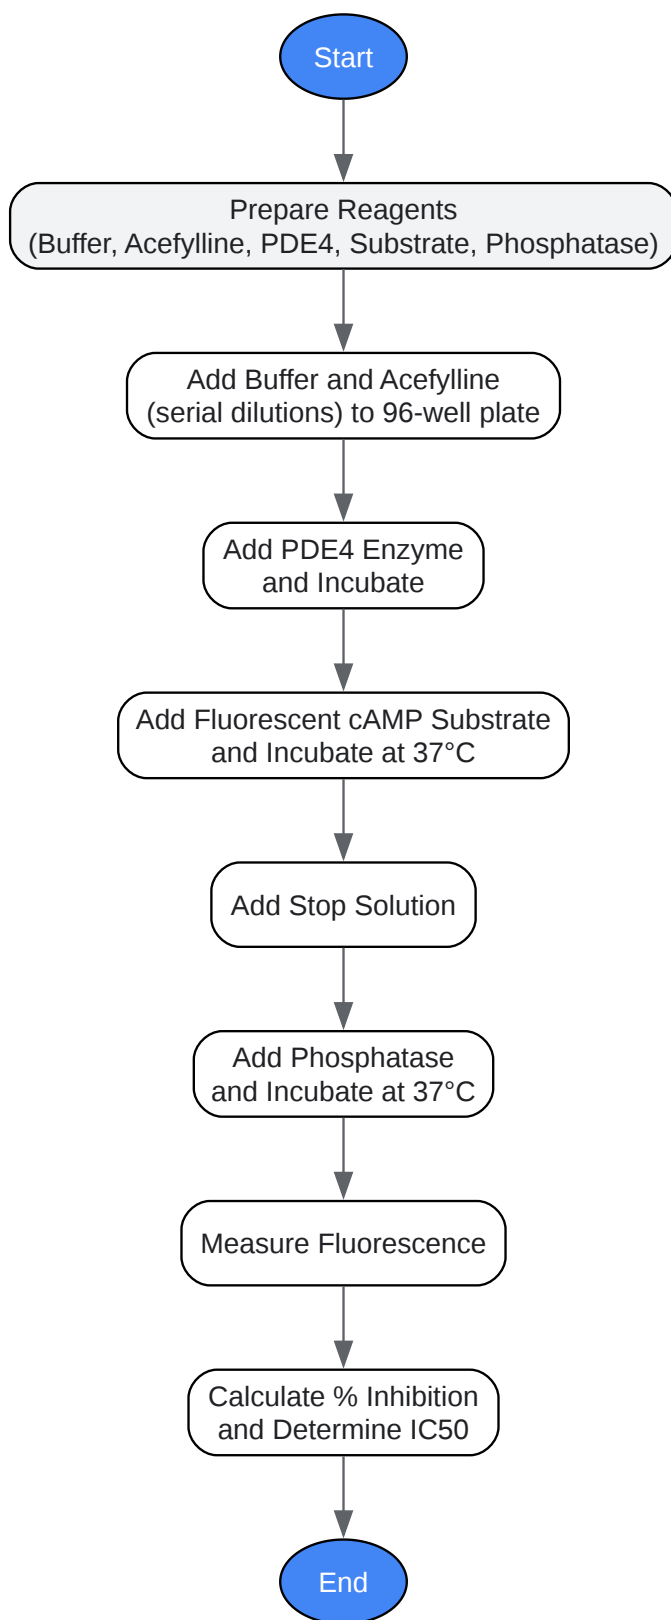 Start
Prepare Reagents
(Buffer, Acefylline, PDE4, Substrate, Phosphatase)
Add Buffer and Acefylline
(serial dilutions) to 96-well plate
Add PDE4 Enzyme
and Incubate
Add Fluorescent cAMP Substrate
and Incubate at 37°C
Add Stop Solution
Add Phosphatase
and Incubate at 37°C
Measure Fluorescence
Calculate % Inhibition
and Determine IC50
End